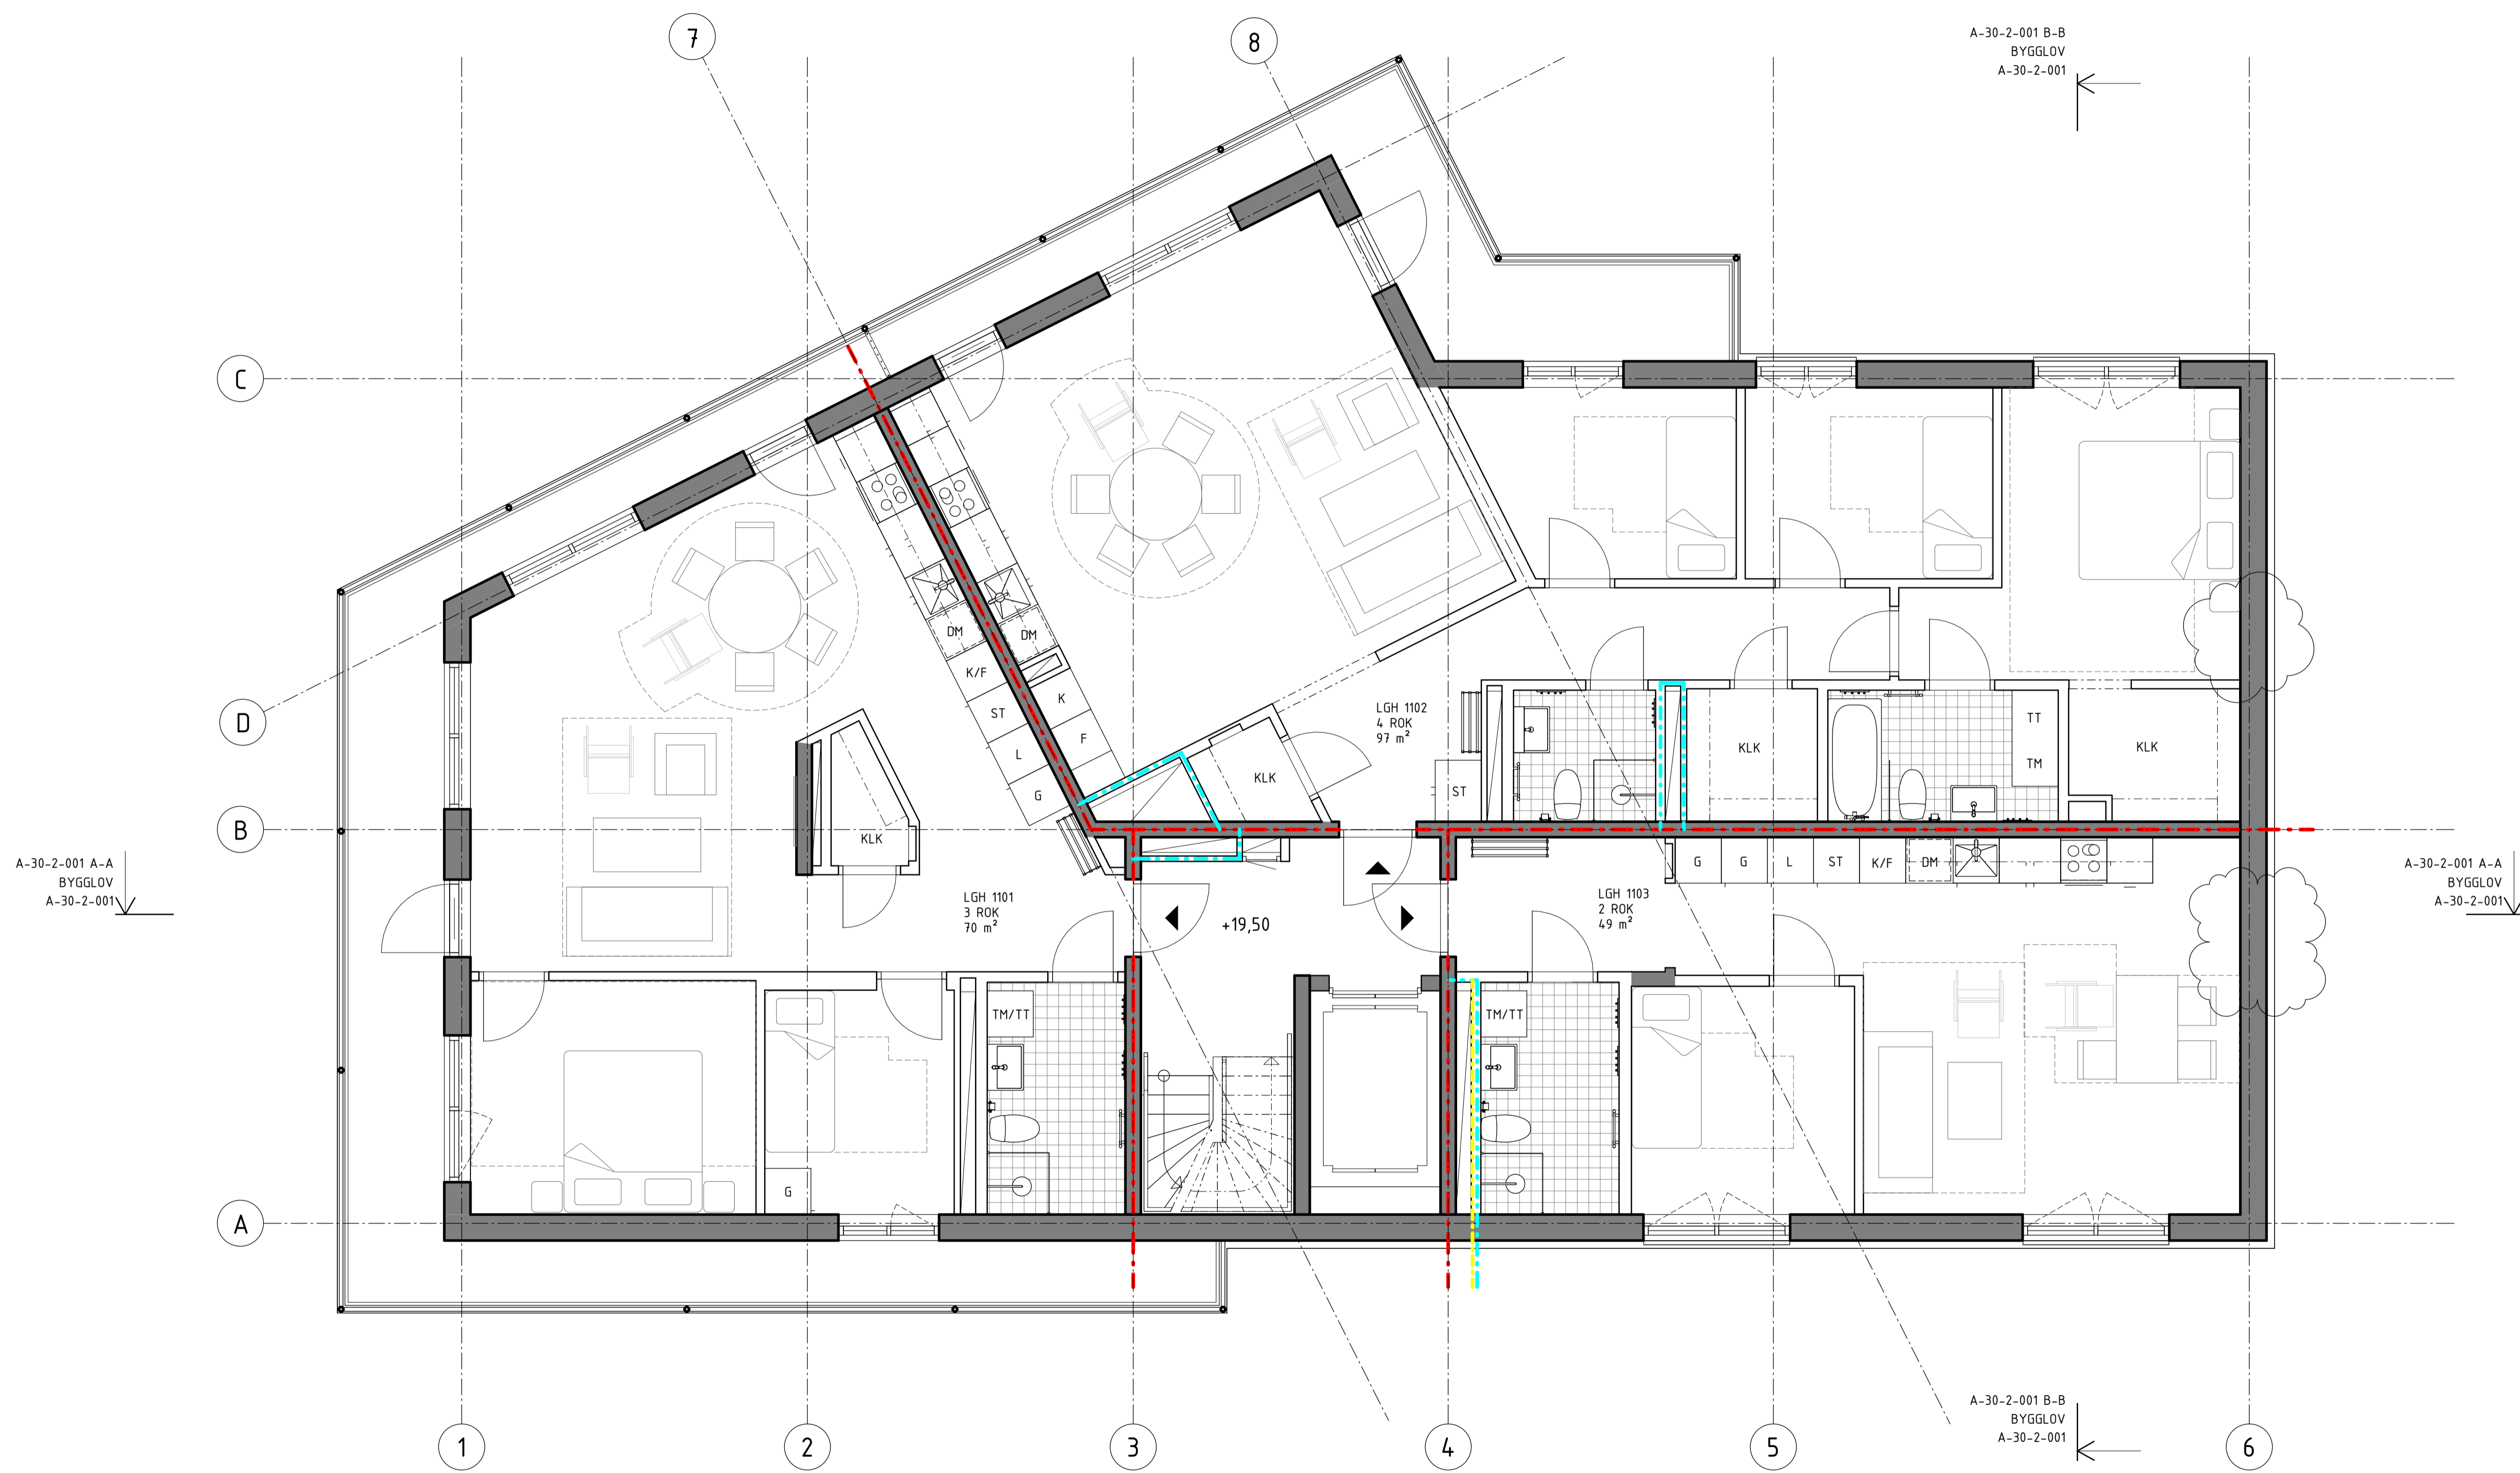 7
8
A-30-2-001 B-B
BYGGLOV
A-30-2-001
C
D
B
A
A-30-2-001 A-A
BYGGLOV
A-30-2-001
DM
DM
K/F
K
ST
F
L
G
KLK
KLK
LGH 1102
4 ROK
97 m²
ST
KLK
TT
TM
KLK
LGH 1101
3 ROK
70 m²
+19,50
LGH 1103
2 ROK
49 m²
G
G
L
ST
K/F
DM
A-30-2-001 A-A
BYGGLOV
A-30-2-001
TM/TT
TM/TT
G
A-30-2-001 B-B
BYGGLOV
A-30-2-001
1
2
3
4
5
6